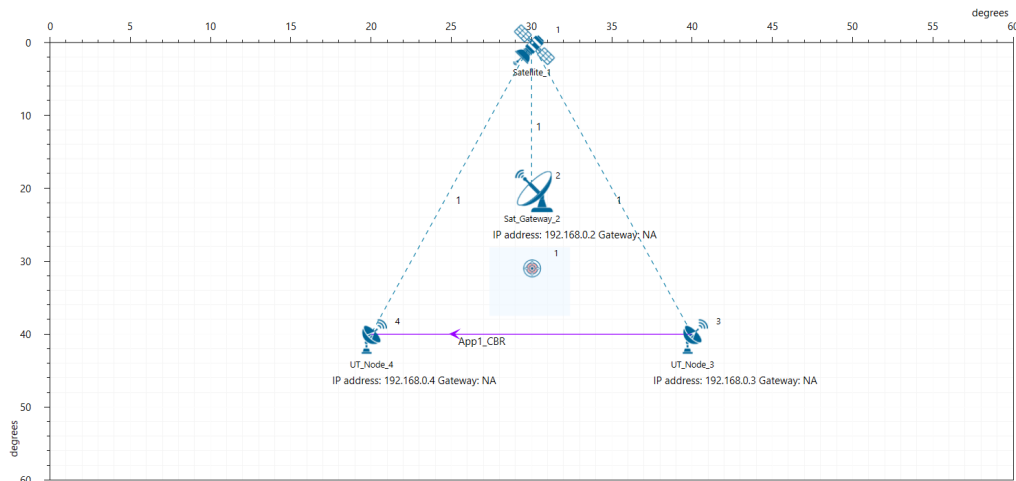 degrees
0 5 10 15 20 25 30 35 40 45 50 55 60
0
1
Satellite_1
10
1
20
2
1
1
Sat_Gateway_2
IP address: 192.168.0.2 Gateway: NA
30
1
40
4
3
App1_CBR
UT_Node_4
UT_Node_3
IP address: 192.168.0.4 Gateway: NA
IP address: 192.168.0.3 Gateway: NA
50
degrees
60